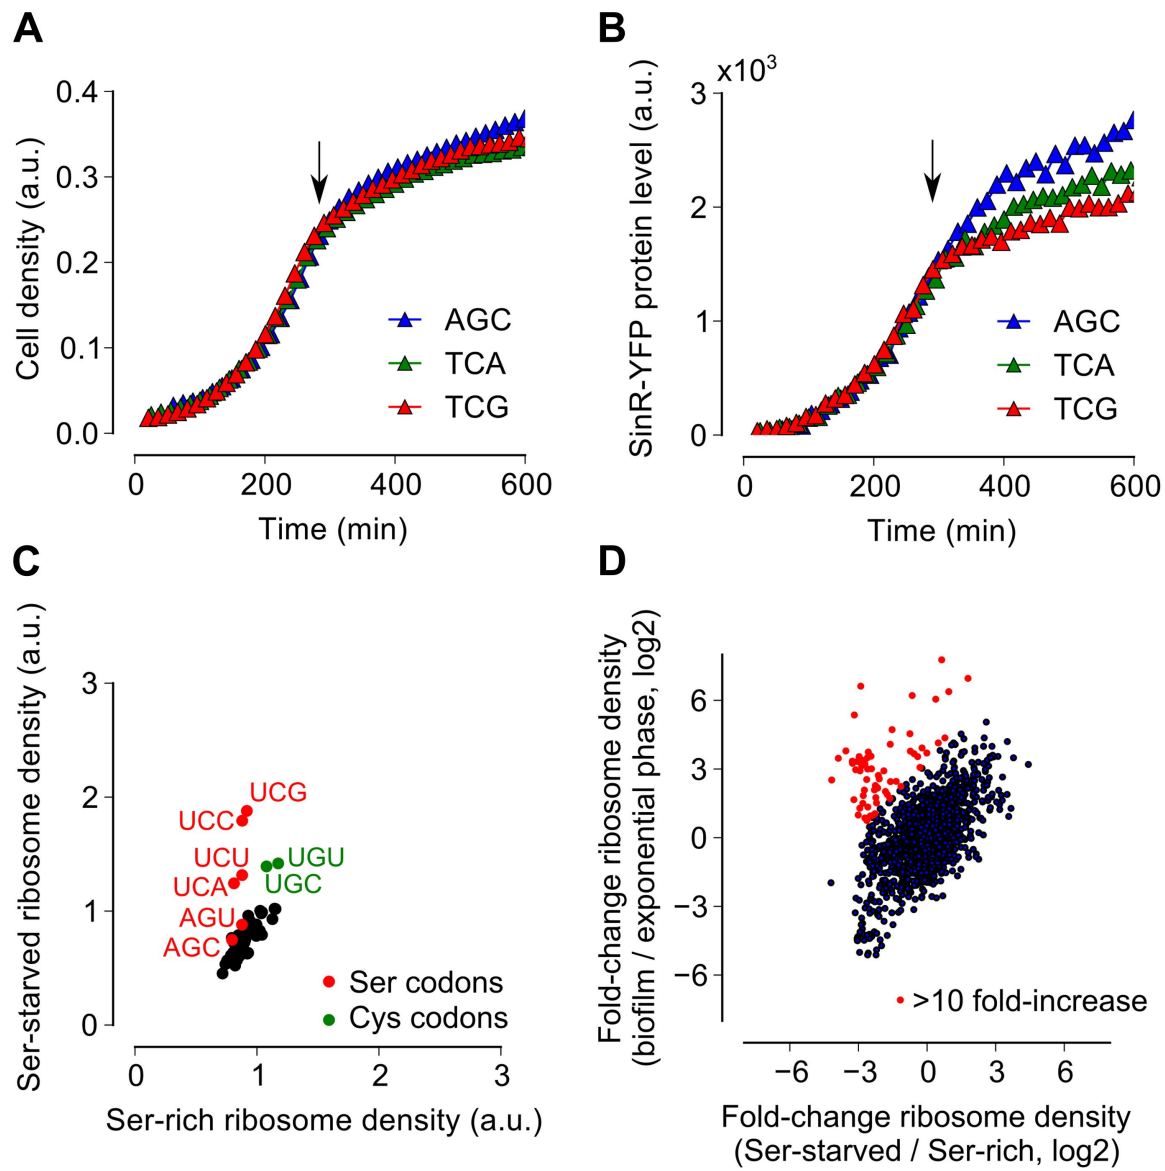 A
Cell density (a.u.)
0.4
0.3
0.2
0.1
0.0
AGC
TCA
TCG
0
200
400
600
Time (min)
B
SinR-YFP protein level (a.u.)
x10³
3
2
1
0
AGC
TCA
TCG
0
200
400
600
Time (min)
C
Ser-starved ribosome density (a.u.)
3
2
1
0
UCG
UCC
UCU
UGU
UCA
UGC
AGU
AGC
Ser codons
Cys codons
0
1
2
3
Ser-rich ribosome density (a.u.)
D
Fold-change ribosome density
(biofilm / exponential phase, log2)
6
3
0
−3
−6
>10 fold-increase
−6
−3
0
3
6
Fold-change ribosome density
(Ser-starved / Ser-rich, log2)